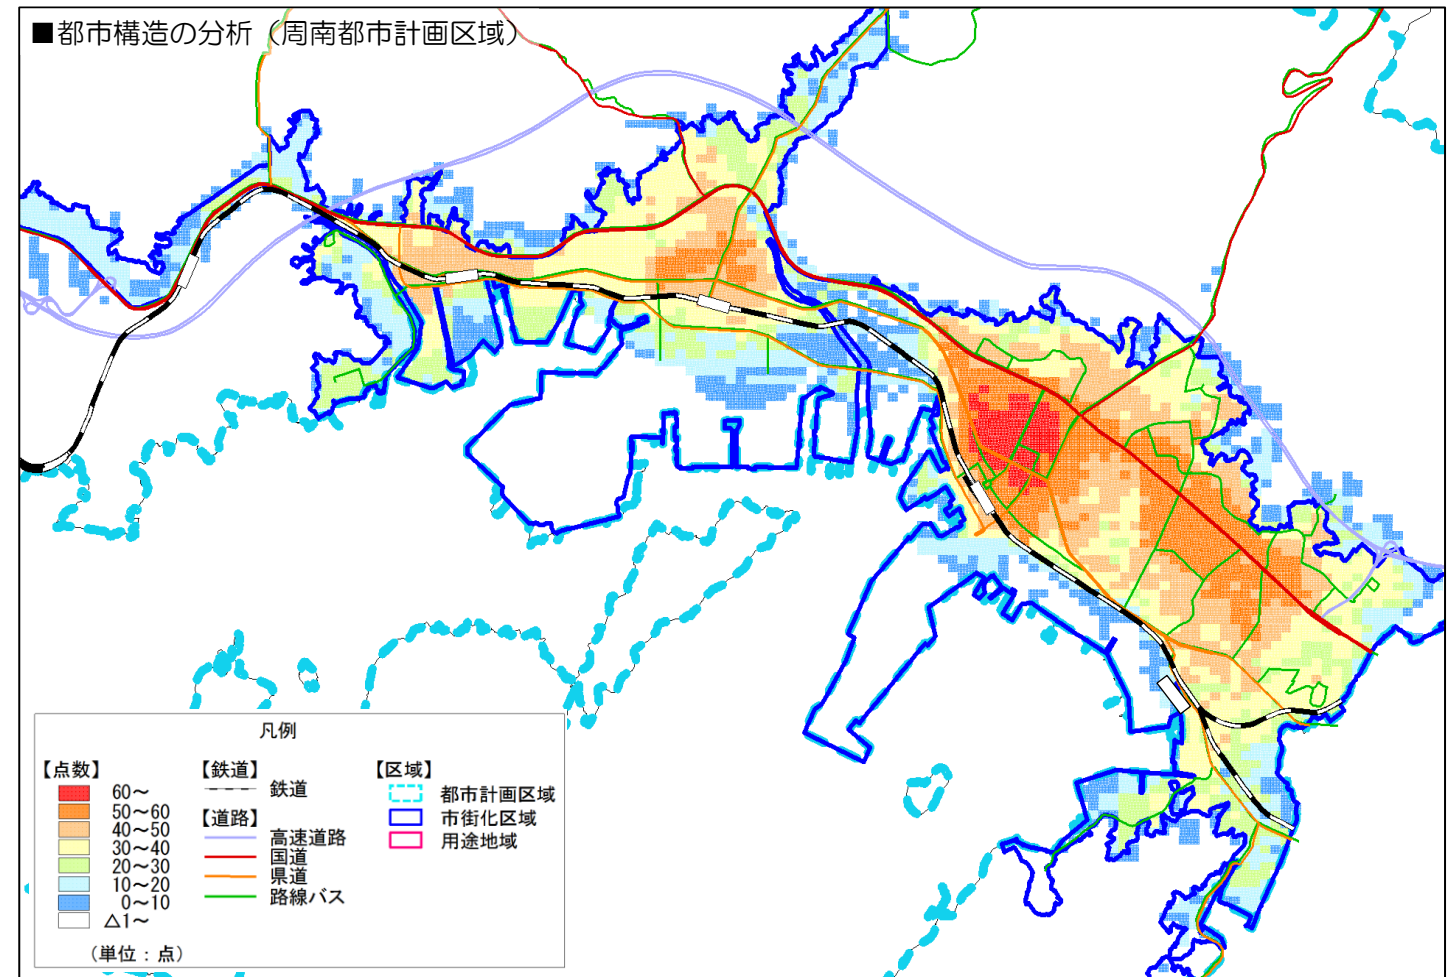 ■都市構造の分析（周南都市計画区域）
凡例
【点数】
60～
50～60
40～50
30～40
20～30
10～20
0～10
△1～
（単位：点）
【鉄道】
鉄道
【道路】
高速道路
国道
県道
路線バス
【区域】
都市計画区域
市街化区域
用途地域